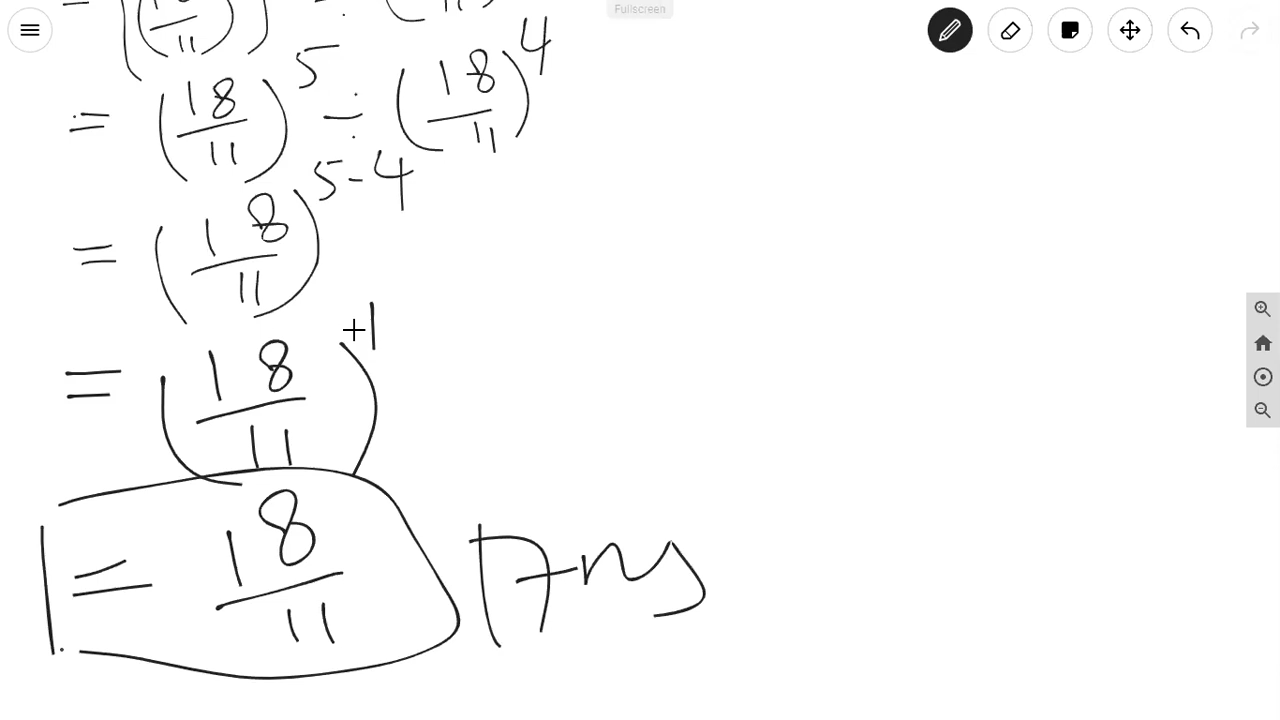 Fullscreen
= ((18/11)) ÷ (11)
= (18/11)^5 ÷ (18/11)^4
= (18/11)^5-4
= (18/11)^+1
= 18/11 Ans